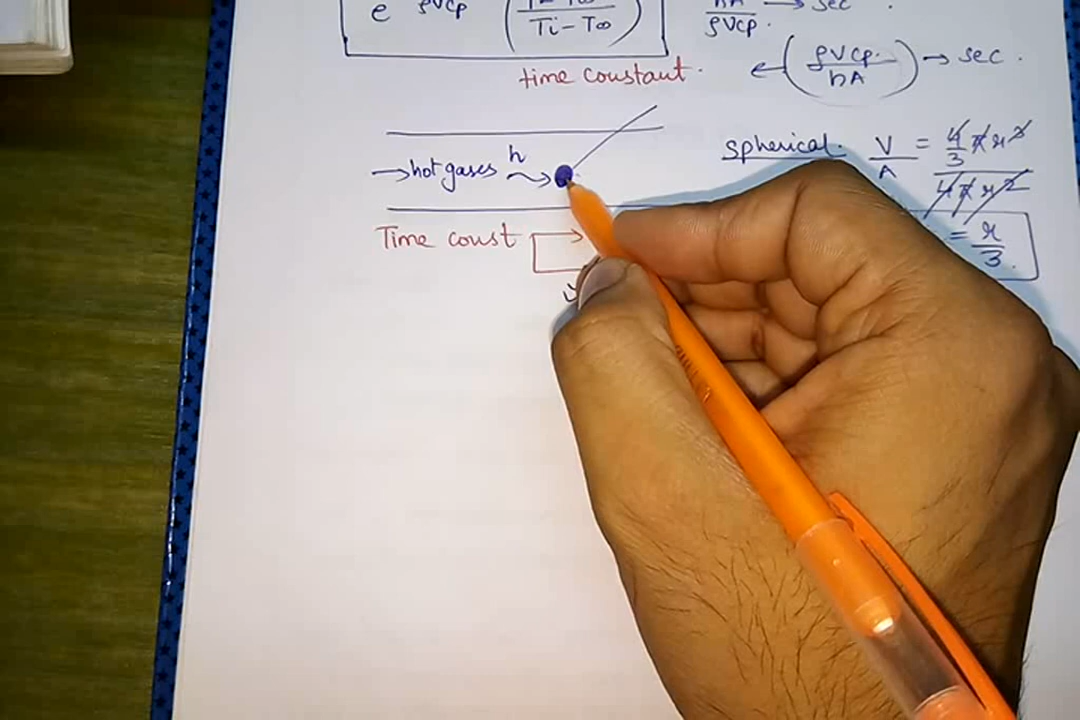 e ρVCp (T - T∞ / Ti - T∞)
hA / ρVCp. → sec.
time constant.
← (ρVCp. / hA) → sec.
→ hot gases h
spherical. V/A = 4/3 π r³ / 4 π r²
Time const
= r/3.